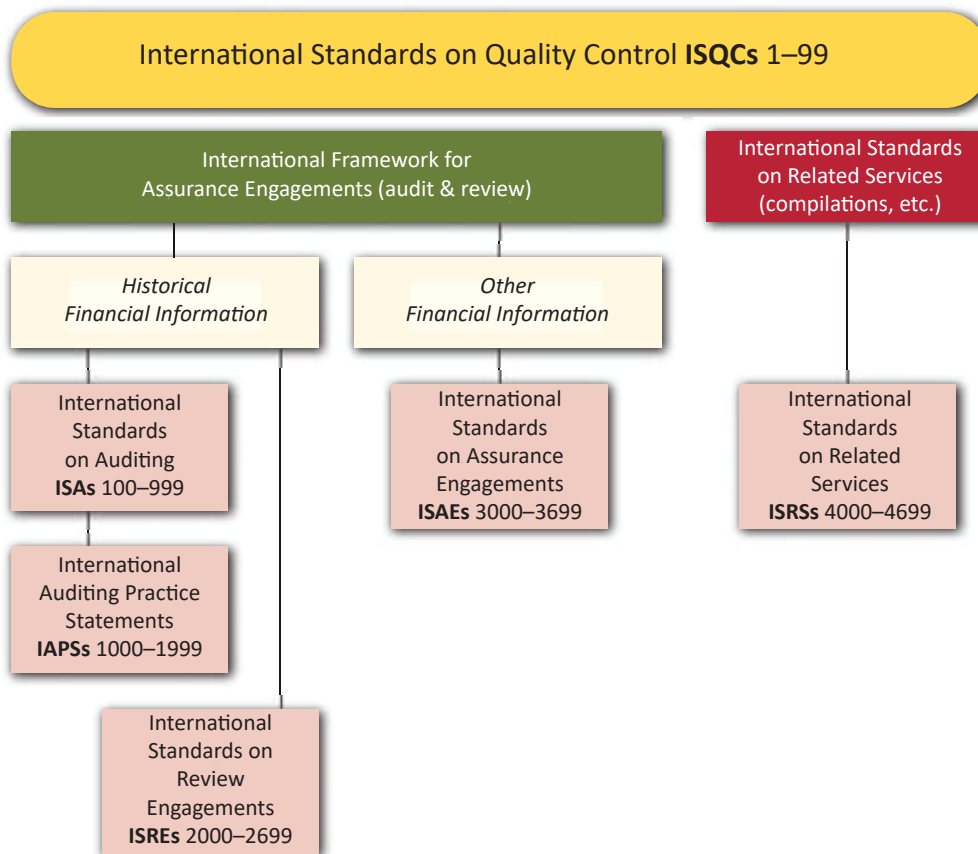 International Standards on Quality Control ISQCs 1–99
International Framework for
Assurance Engagements (audit & review)
International Standards
on Related Services
(compilations, etc.)
Historical
Financial Information
Other
Financial Information
International
Standards
on Auditing
ISAs 100–999
International
Standards
on Assurance
Engagements
ISAEs 3000–3699
International
Standards
on Related
Services
ISRSs 4000–4699
International
Auditing Practice
Statements
IAPSs 1000–1999
International
Standards on
Review
Engagements
ISREs 2000–2699